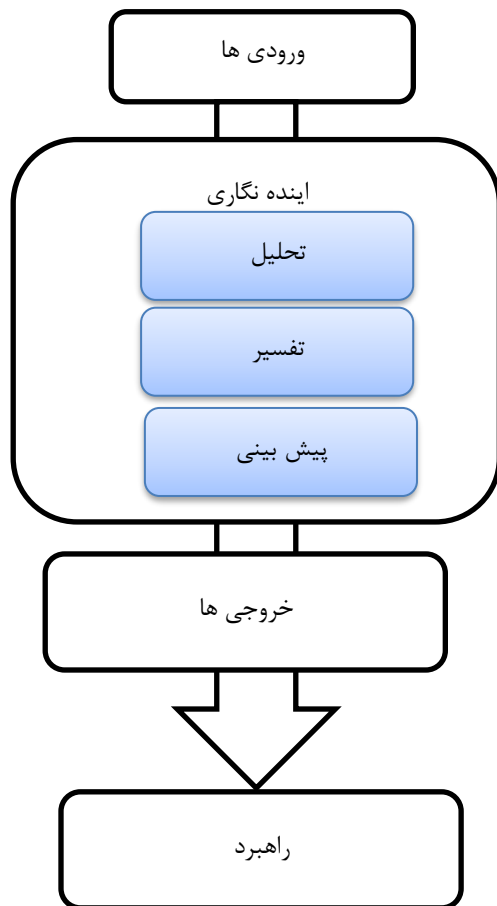 ورودی ها
اینده نگاری
تحلیل
تفسیر
پیش بینی
خروجی ها
راهبرد